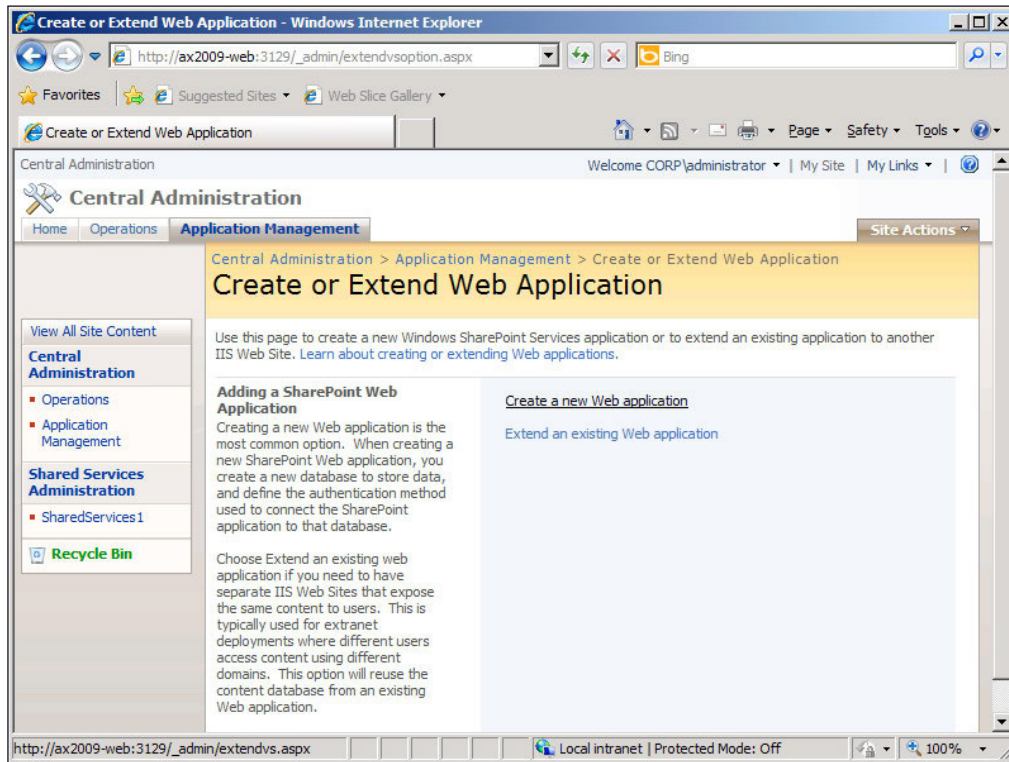 Create or Extend Web Application - Windows Internet Explorer
http://ax2009-web:3129/_admin/extendvsoption.aspx
Bing
Favorites
Suggested Sites
Web Slice Gallery
Create or Extend Web Application
Page
Safety
Tools
Central Administration
Welcome CORP\administrator
| My Site | My Links |
Central Administration
Home
Operations
Application Management
Site Actions
Central Administration > Application Management > Create or Extend Web Application
Create or Extend Web Application
View All Site Content
Central
Administration
Operations
Application
Management
Shared Services
Administration
SharedServices1
Recycle Bin
Use this page to create a new Windows SharePoint Services application or to extend an existing application to another
IIS Web Site. Learn about creating or extending Web applications.
Adding a SharePoint Web
Application
Creating a new Web application is the
most common option. When creating a
new SharePoint Web application, you
create a new database to store data,
and define the authentication method
used to connect the SharePoint
application to that database.
Choose Extend an existing web
application if you need to have
separate IIS Web Sites that expose
the same content to users. This is
typically used for extranet
deployments where different users
access content using different
domains. This option will reuse the
content database from an existing
Web application.
Create a new Web application
Extend an existing Web application
http://ax2009-web:3129/_admin/extendvs.aspx
Local intranet | Protected Mode: Off
100%